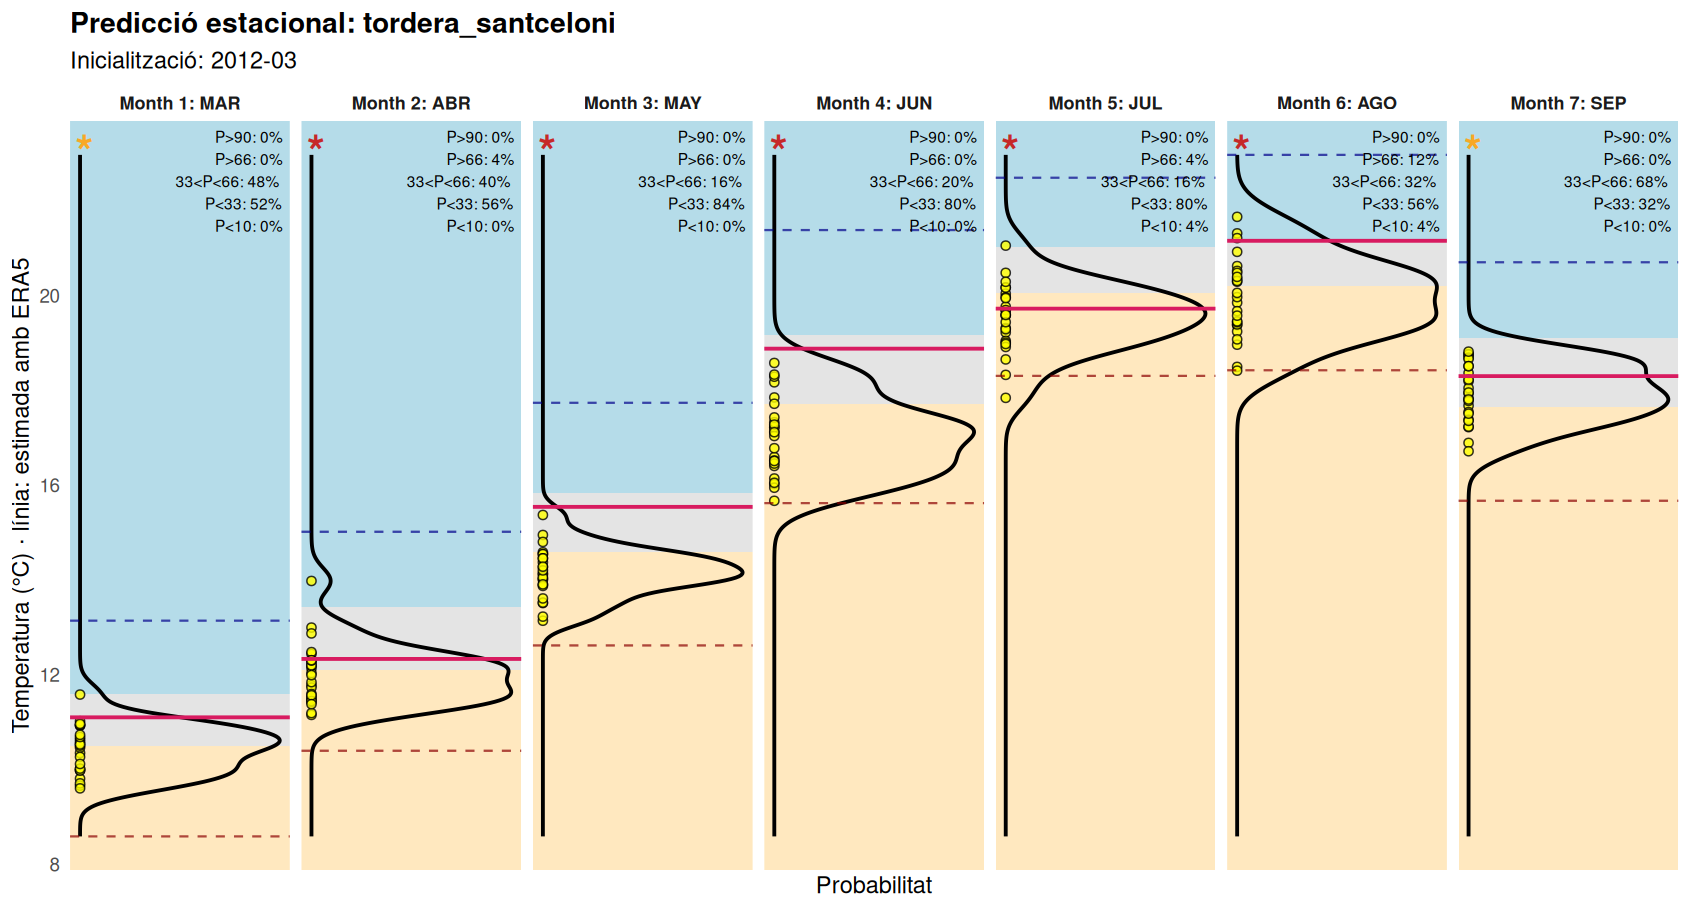 Predicció estacional: tordera_santceloni
Inicialització: 2012-03
Month 1: MAR
Month 2: ABR
Month 3: MAY
Month 4: JUN
Month 5: JUL
Month 6: AGO
Month 7: SEP
P>90: 0%
P>66: 0%
33<P<66: 48%
P<33: 52%
P<10: 0%
P>90: 0%
P>66: 4%
33<P<66: 40%
P<33: 56%
P<10: 0%
P>90: 0%
P>66: 0%
33<P<66: 16%
P<33: 84%
P<10: 0%
P>90: 0%
P>66: 0%
33<P<66: 20%
P<33: 80%
P<10: 0%
P>90: 0%
P>66: 4%
33<P<66: 16%
P<33: 80%
P<10: 4%
P>90: 0%
P>66: 12%
33<P<66: 32%
P<33: 56%
P<10: 4%
P>90: 0%
P>66: 0%
33<P<66: 68%
P<33: 32%
P<10: 0%
Temperatura (°C) · línia: estimada amb ERA5
20
16
12
8
Probabilitat